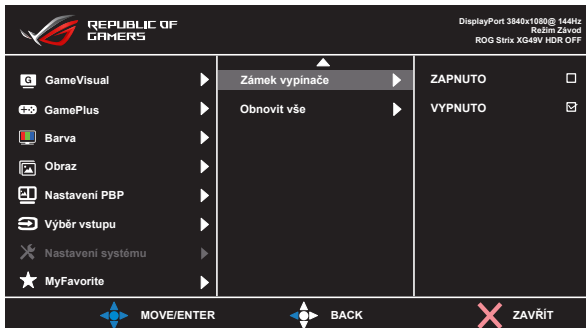 REPUBLIC OF
GAMERS
DisplayPort 3840x1080@ 144Hz
Režim Závod
ROG Strix XG49V HDR OFF
G GameVisual
GamePlus
Barva
Obraz
Nastavení PBP
Výběr vstupu
Nastavení systému
MyFavorite
Zámek vypínače
Obnovit vše
ZAPNUTO
VYPNUTO
MOVE/ENTER
BACK
ZAVŘÍT